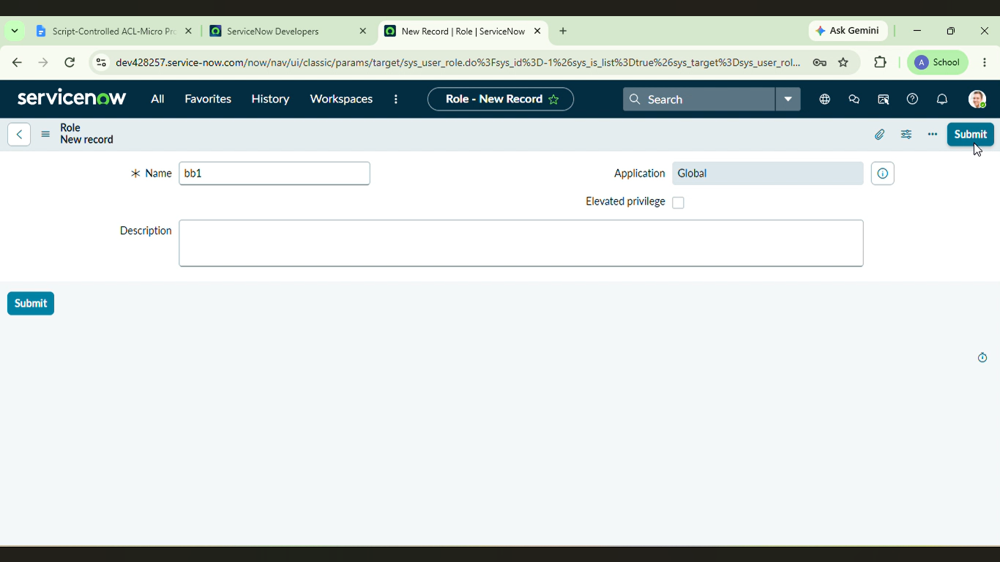 Script-Controlled ACL-Micro Pr
ServiceNow Developers
New Record | Role | ServiceNow
Ask Gemini
dev428257.service-now.com/now/nav/ui/classic/params/target/sys_user_role.do%3Fsys_id%3D-1%26sys_is_list%3Dtrue%26sys_target%3Dsys_user_rol...
A School
servicenow All Favorites History Workspaces Role - New Record Search
Role
New record
Submit
* Name bb1 Application Global
Elevated privilege
Description
Submit